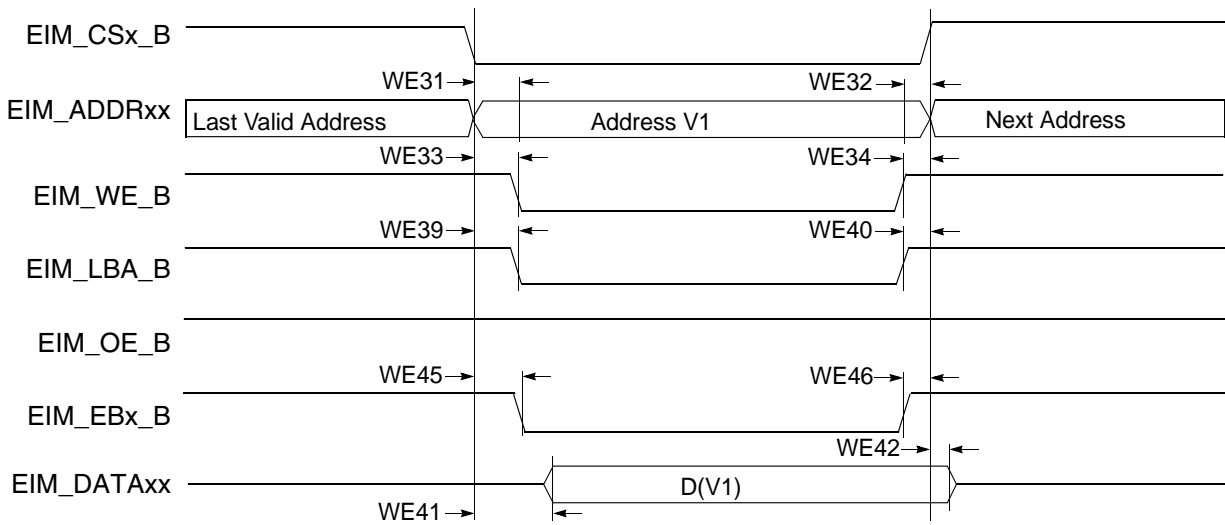 EIM_CSx_B
WE31
WE32
EIM_ADDRxx
Last Valid Address
Address V1
Next Address
WE33
WE34
EIM_WE_B
WE39
WE40
EIM_LBA_B
EIM_OE_B
WE45
WE46
EIM_EBx_B
WE42
EIM_DATAxx
D(V1)
WE41